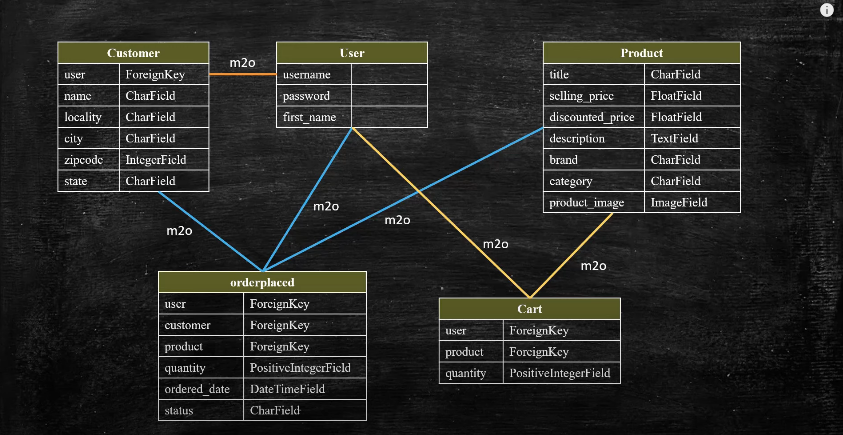 Customer
user ForeignKey
name CharField
locality CharField
city CharField
zipcode IntegerField
state CharField
m2o
User
username
password
first_name
Product
title CharField
selling_price FloatField
discounted_price FloatField
description TextField
brand CharField
category CharField
product_image ImageField
m2o
m2o
m2o
m2o
m2o
orderplaced
user ForeignKey
customer ForeignKey
product ForeignKey
quantity PositiveIntegerField
ordered_date DateTimeField
status CharField
Cart
user ForeignKey
product ForeignKey
quantity PositiveIntegerField